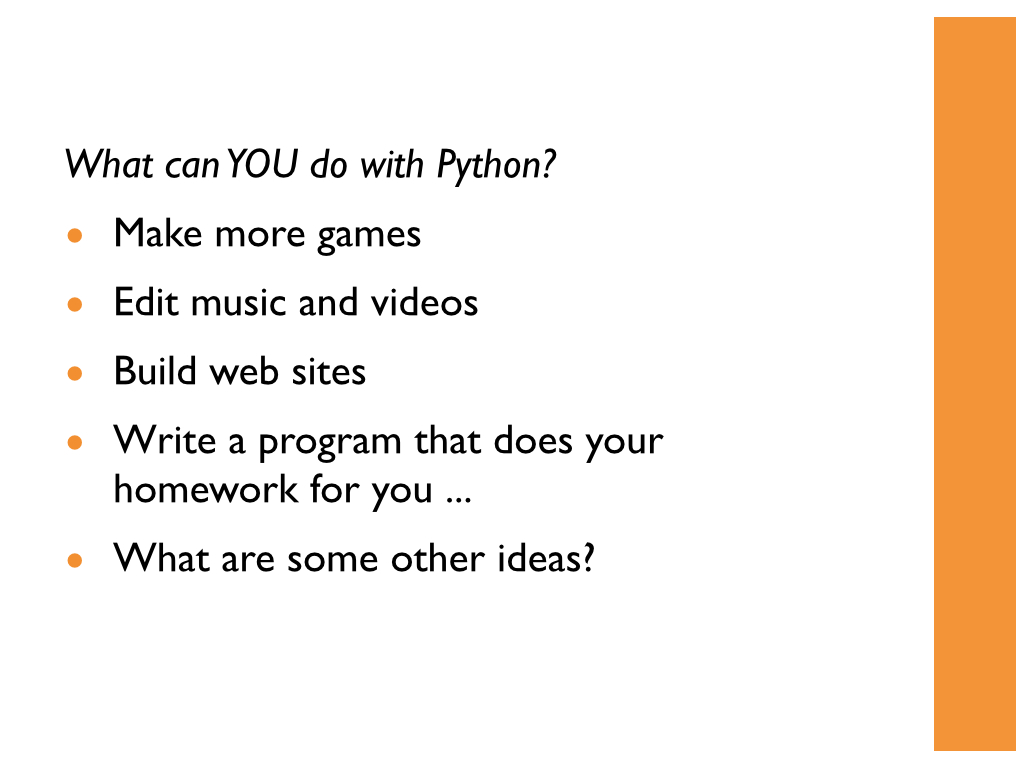 What can YOU do with Python?
• Make more games
• Edit music and videos
• Build web sites
• Write a program that does your
homework for you ...
• What are some other ideas?